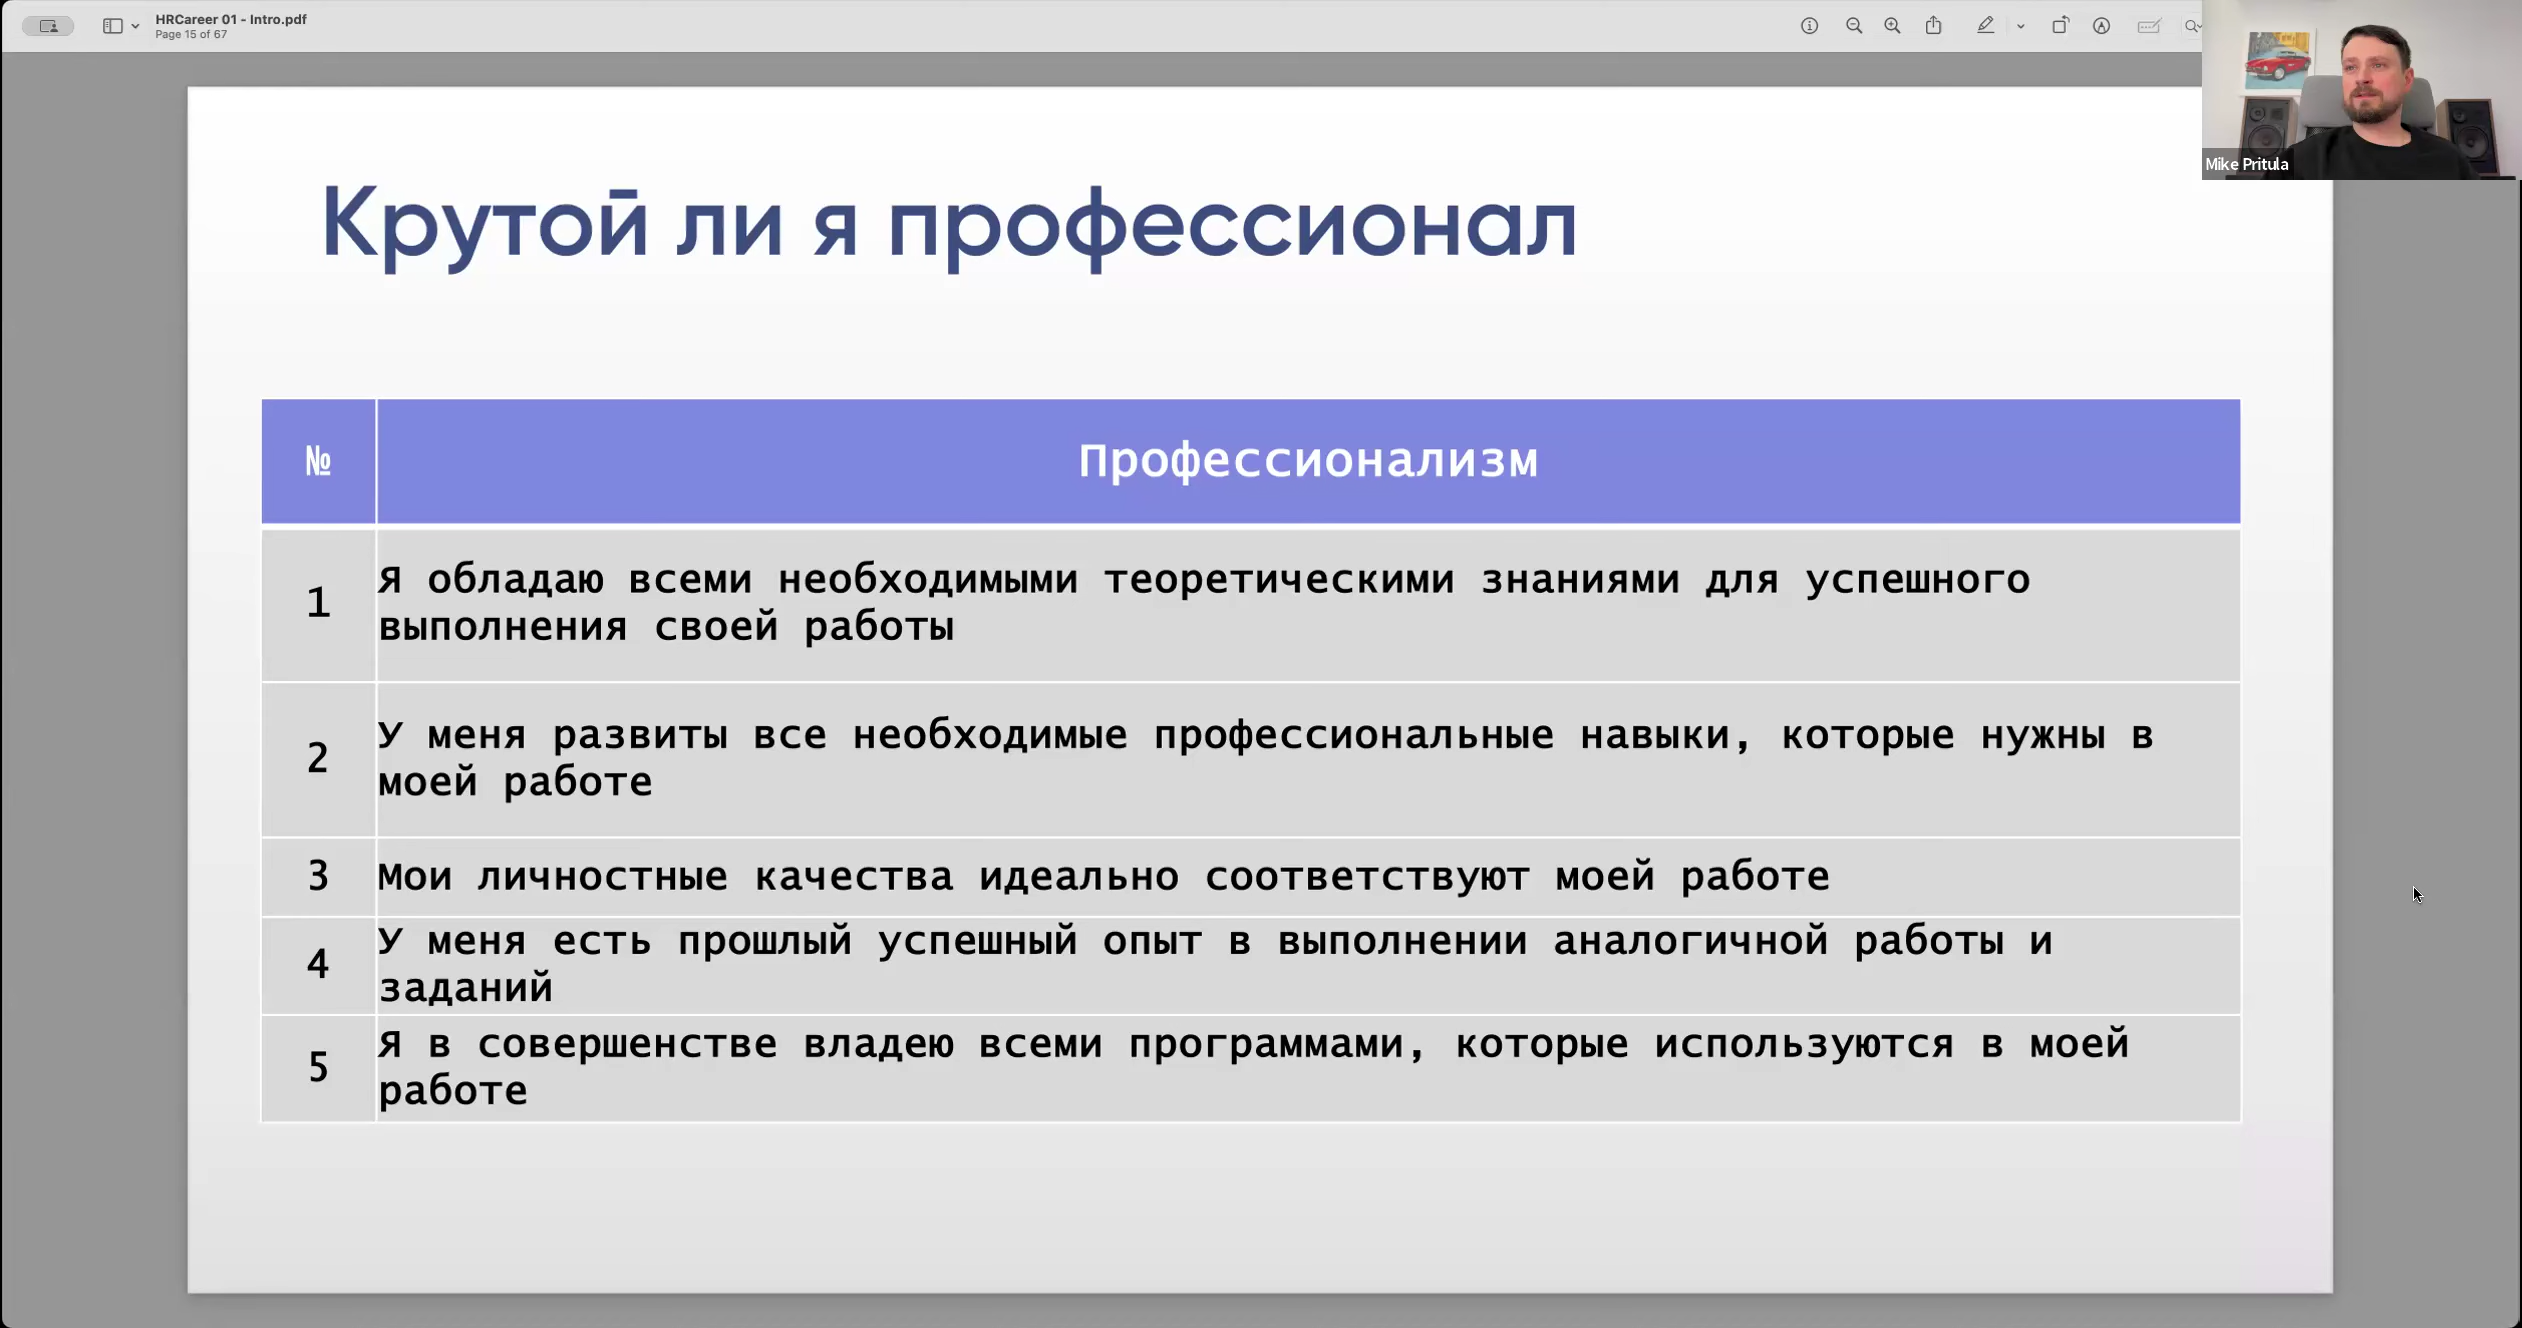 HRCareer 01 - Intro.pdf
Page 15 of 67
Mike Pritula
Крутой ли я профессионал
№ Профессионализм
1 Я обладаю всеми необходимыми теоретическими знаниями для успешного
выполнения своей работы
2 У меня развиты все необходимые профессиональные навыки, которые нужны в
моей работе
3 Мои личностные качества идеально соответствуют моей работе
4 У меня есть прошлый успешный опыт в выполнении аналогичной работы и
заданий
5 Я в совершенстве владею всеми программами, которые используются в моей
работе